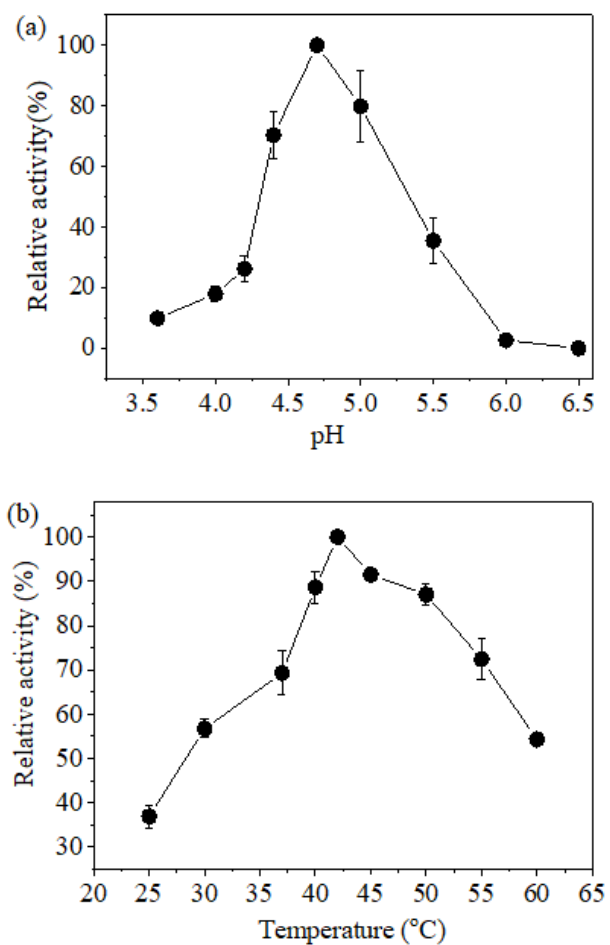 (a)
Relative activity(%)
100
80
60
40
20
0
3.5 4.0 4.5 5.0 5.5 6.0 6.5
pH
(b)
Relative activity (%)
100
90
80
70
60
50
40
30
20 25 30 35 40 45 50 55 60 65
Temperature (°C)